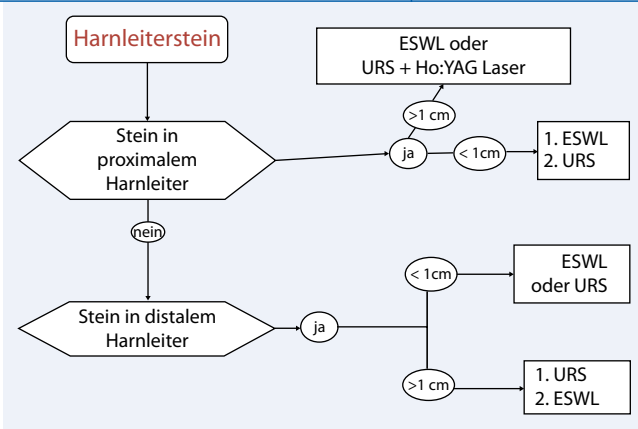 Harnleiterstein
ESWL oder
URS + Ho:YAG Laser
>1 cm
Stein in
proximalem
Harnleiter
ja
< 1cm
1. ESWL
2. URS
nein
< 1cm
ESWL
oder URS
Stein in distalem
Harnleiter
ja
>1 cm
1. URS
2. ESWL